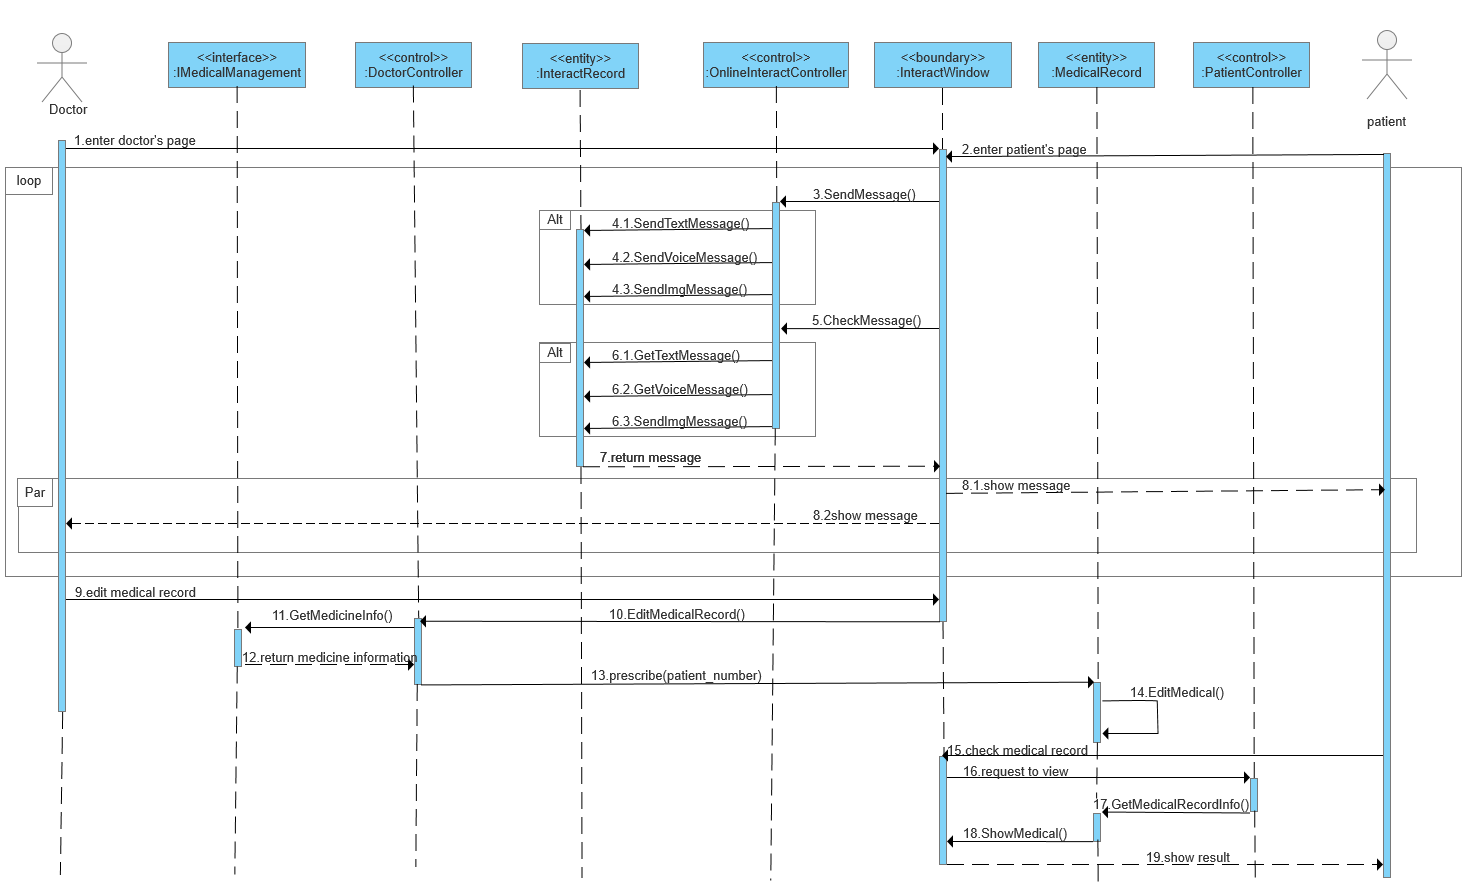 <<interface>>
:IMedicalManagement
<<control>>
:DoctorController
<<entity>>
:InteractRecord
<<control>>
:OnlineInteractController
<<boundary>>
:InteractWindow
<<entity>>
:MedicalRecord
<<control>>
:PatientController
Doctor
patient
1.enter doctor's page
2.enter patient's page
loop
3.SendMessage()
Alt
4.1.SendTextMessage()
4.2.SendVoiceMessage()
4.3.SendImgMessage()
5.CheckMessage()
Alt
6.1.GetTextMessage()
6.2.GetVoiceMessage()
6.3.SendImgMessage()
7.return message
Par
8.1.show message
8.2show message
9.edit medical record
10.EditMedicalRecord()
11.GetMedicineInfo()
12.return medicine information
13.prescribe(patient_number)
14.EditMedical()
15.check medical record
16.request to view
17.GetMedicalRecordInfo()
18.ShowMedical()
19.show result